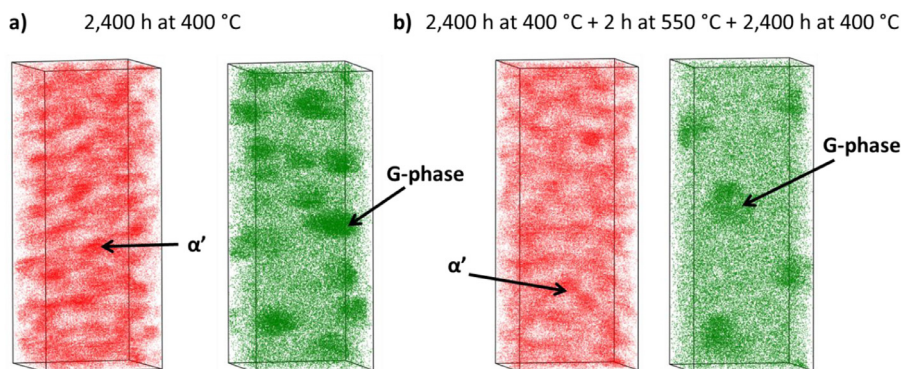 a) 2,400 h at 400 °C
b) 2,400 h at 400 °C + 2 h at 550 °C + 2,400 h at 400 °C
G-phase
α’
G-phase
α’